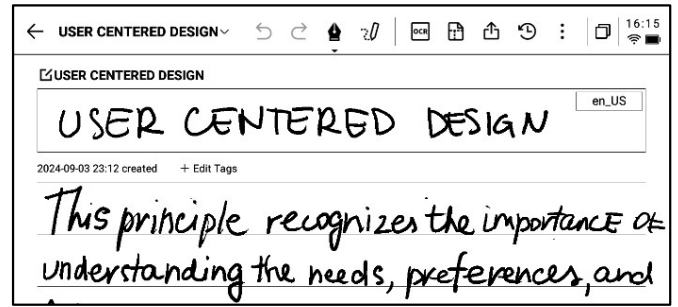 USER CENTERED DESIGN
16:15
OCR
USER CENTERED DESIGN
en_US
USER CENTERED DESIGN
2024-09-03 23:12 created + Edit Tags
This principle recognizes the importance of
understanding the needs, preferences, and